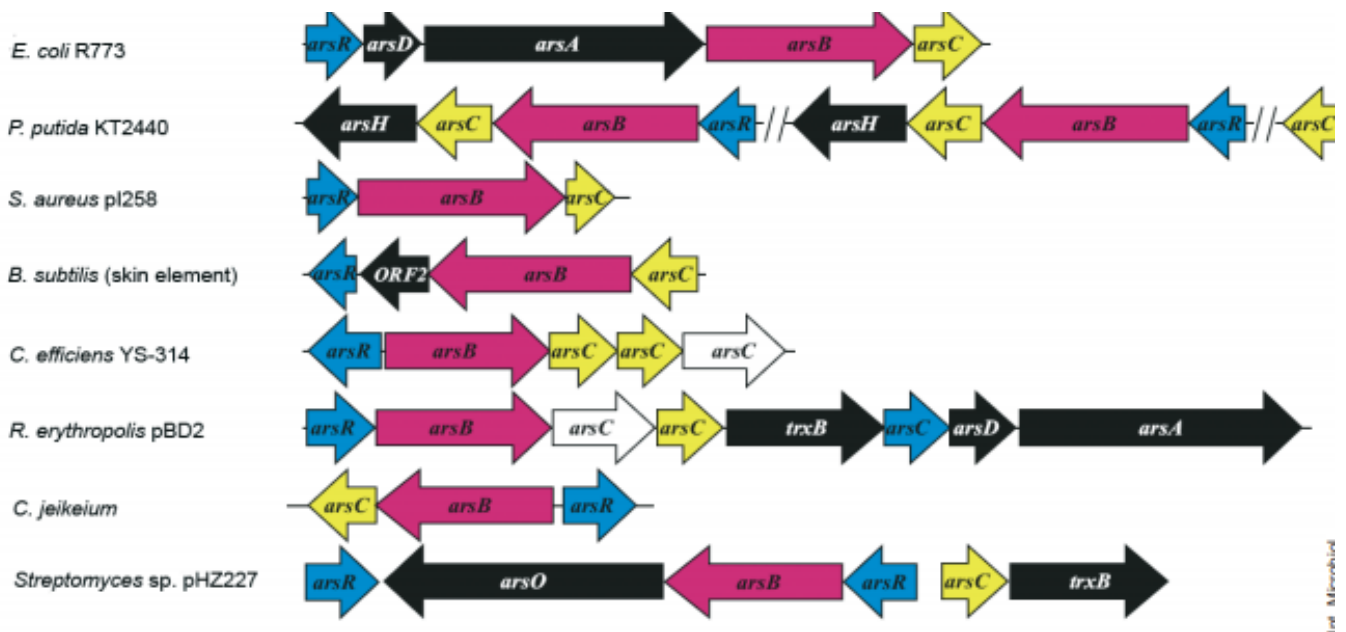 E. coli R773 arsR arsD arsA arsB arsC
P. putida KT2440 arsH arsC arsB arsR // arsH arsC arsB arsR // arsC
S. aureus pI258 arsR arsB arsC
B. subtilis (skin element) arsR ORF2 arsB arsC
C. efficiens YS-314 arsR arsB arsC arsC arsC
R. erythropolis pBD2 arsR arsB arsC arsC trxB arsC arsD arsA
C. jeikeium arsC arsB arsR
Streptomyces sp. pHZ227 arsR arsO arsB arsR arsC trxB